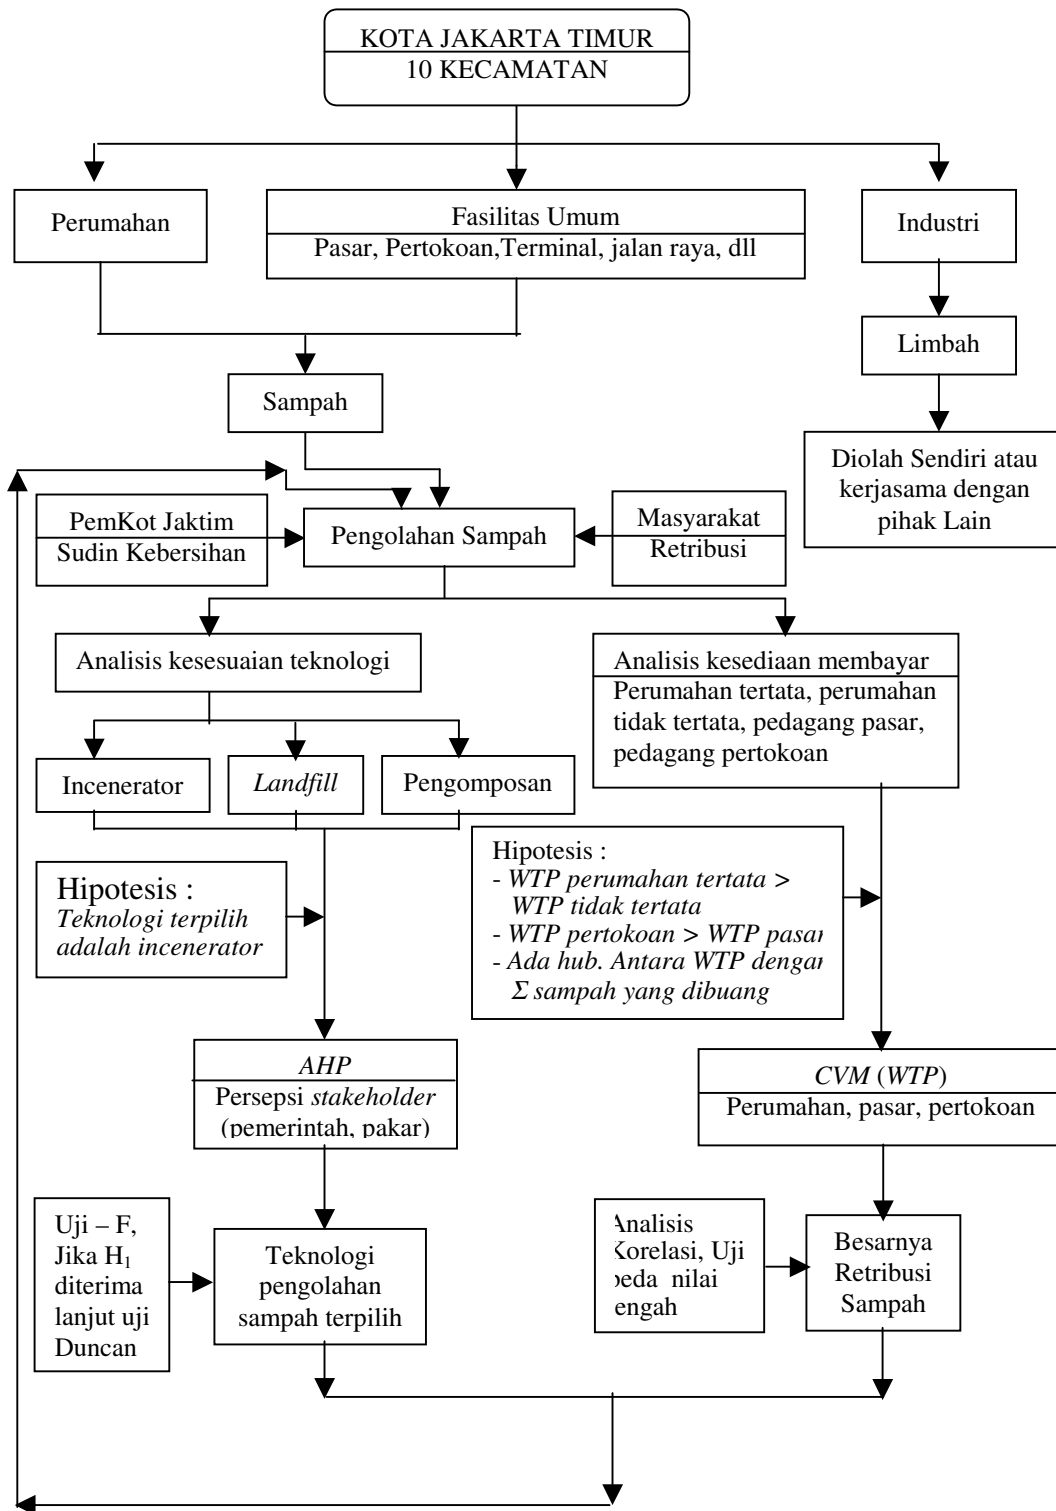 KOTA JAKARTA TIMUR
10 KECAMATAN
Perumahan
Fasilitas Umum
Pasar, Pertokoan,Terminal, jalan raya, dll
Industri
Limbah
Sampah
Diolah Sendiri atau
kerjasama dengan
pihak Lain
PemKot Jaktim
Sudin Kebersihan
Pengolahan Sampah
Masyarakat
Retribusi
Analisis kesesuaian teknologi
Analisis kesediaan membayar
Perumahan tertata, perumahan
tidak tertata, pedagang pasar,
pedagang pertokoan
Incenerator
Landfill
Pengomposan
Hipotesis :
Teknologi terpilih
adalah incenerator
Hipotesis :
- WTP perumahan tertata >
WTP tidak tertata
- WTP pertokoan > WTP pasar
- Ada hub. Antara WTP dengan
Σ sampah yang dibuang
AHP
Persepsi stakeholder
(pemerintah, pakar)
CVM (WTP)
Perumahan, pasar, pertokoan
Uji – F,
Jika H₁
diterima
lanjut uji
Duncan
Teknologi
pengolahan
sampah terpilih
Analisis
Korelasi, Uji
beda nilai
tengah
Besarnya
Retribusi
Sampah